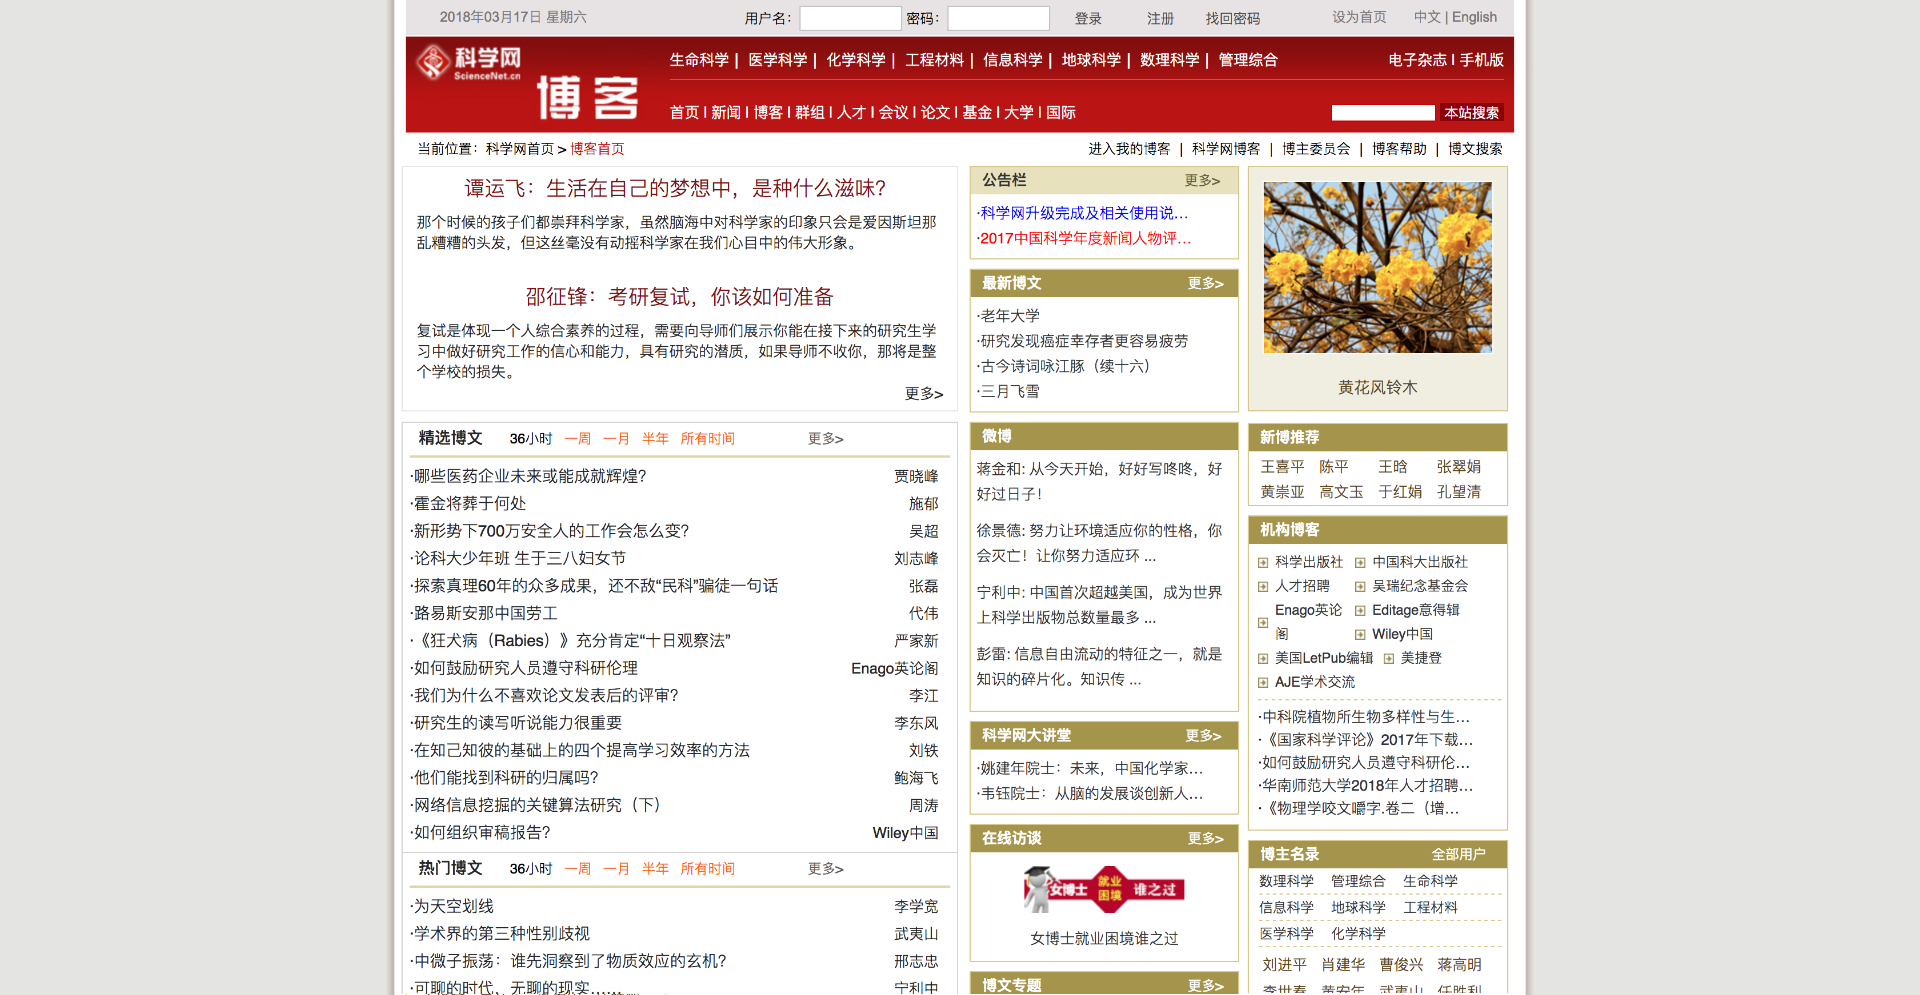 2018年03月17日 星期六
用户名： 密码： 登录 注册 找回密码
设为首页 中文 | English
科学网
ScienceNet.cn
博客
生命科学 | 医学科学 | 化学科学 | 工程材料 | 信息科学 | 地球科学 | 数理科学 | 管理综合
电子杂志 I 手机版
首页 I 新闻 I 博客 I 群组 I 人才 I 会议 I 论文 I 基金 I 大学 I 国际
本站搜索
当前位置：科学网首页 > 博客首页
进入我的博客 | 科学网博客 | 博主委员会 | 博客帮助 | 博文搜索
谭运飞：生活在自己的梦想中，是种什么滋味?
那个时候的孩子们都崇拜科学家，虽然脑海中对科学家的印象只会是爱因斯坦那
乱糟糟的头发，但这丝毫没有动摇科学家在我们心目中的伟大形象。
邵征锋：考研复试，你该如何准备
复试是体现一个人综合素养的过程，需要向导师们展示你能在接下来的研究生学
习中做好研究工作的信心和能力，具有研究的潜质，如果导师不收你，那将是整
个学校的损失。
更多>
精选博文 36小时 一周 一月 半年 所有时间 更多>
·哪些医药企业未来或能成就辉煌? 贾晓峰
·霍金将葬于何处 施郁
·新形势下700万安全人的工作会怎么变? 吴超
·论科大少年班 生于三八妇女节 刘志峰
·探索真理60年的众多成果，还不敌“民科”骗徒一句话 张磊
·路易斯安那中国劳工 代伟
·《狂犬病（Rabies）》充分肯定“十日观察法” 严家新
·如何鼓励研究人员遵守科研伦理 Enago英论阁
·我们为什么不喜欢论文发表后的评审? 李江
·研究生的读写听说能力很重要 李东风
·在知己知彼的基础上的四个提高学习效率的方法 刘铁
·他们能找到科研的归属吗? 鲍海飞
·网络信息挖掘的关键算法研究（下） 周涛
·如何组织审稿报告? Wiley中国
热门博文 36小时 一周 一月 半年 所有时间 更多>
·为天空划线 李学宽
·学术界的第三种性别歧视 武夷山
·中微子振荡：谁先洞察到了物质效应的玄机? 邢志忠
·可聊的时代，无聊的现实…… 宁利中
公告栏 更多>
·科学网升级完成及相关使用说...
·2017中国科学年度新闻人物评...
最新博文 更多>
·老年大学
·研究发现癌症幸存者更容易疲劳
·古今诗词咏江豚（续十六）
·三月飞雪
微博
蒋金和: 从今天开始，好好写咚咚，好
好过日子！
徐景德: 努力让环境适应你的性格，你
会灭亡！让你努力适应环 ...
宁利中: 中国首次超越美国，成为世界
上科学出版物总数量最多 ...
彭雷: 信息自由流动的特征之一，就是
知识的碎片化。知识传 ...
科学网大讲堂 更多>
·姚建年院士：未来，中国化学家...
·韦钰院士：从脑的发展谈创新人...
在线访谈 更多>
女博士 就业困境 谁之过
女博士就业困境谁之过
博文专题 更多>
黄花风铃木
新博推荐
王喜平 陈平 王晗 张翠娟
黄崇亚 高文玉 于红娟 孔望清
机构博客
科学出版社 中国科大出版社
人才招聘 吴瑞纪念基金会
Enago英论阁 Editage意得辑
Wiley中国
美国LetPub编辑 美捷登
AJE学术交流
·中科院植物所生物多样性与生...
·《国家科学评论》2017年下载...
·如何鼓励研究人员遵守科研伦...
·华南师范大学2018年人才招聘...
·《物理学咬文嚼字.卷二（增...
博主名录 全部用户
数理科学 管理综合 生命科学
信息科学 地球科学 工程材料
医学科学 化学科学
刘进平 肖建华 曹俊兴 蒋高明
李世春 黄安年 武夷山 任胜利